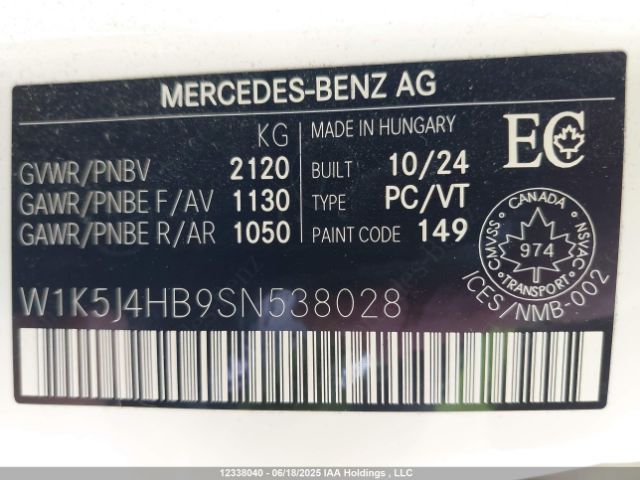 MERCEDES-BENZ AG
KG
GVWR/PNBV 2120
GAWR/PNBE F/AV 1130
GAWR/PNBE R/AR 1050
MADE IN HUNGARY
BUILT 10/24
TYPE PC/VT
PAINT CODE 149
EC
CANADA
CMVSS
974
NSVAC
ICES/NMB-002
W1K5J4HB9SN538028
12338040 - 06/18/2025 IAA Holdings , LLC